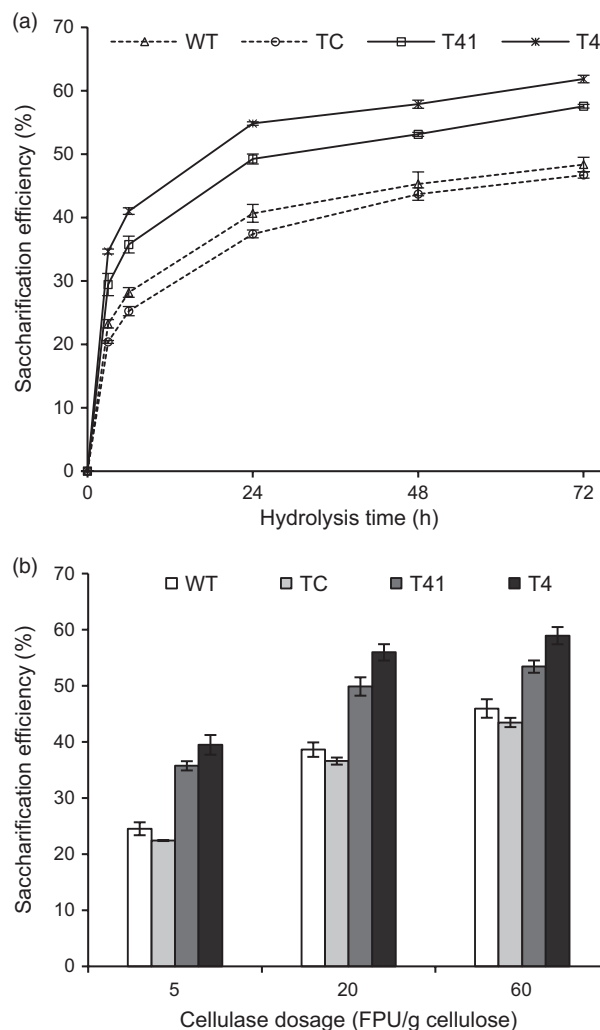 (a)
70
60
50
40
30
20
10
0
Saccharification efficiency (%)
WT TC T41 T4
0 24 48 72
Hydrolysis time (h)
(b)
70
60
50
40
30
20
10
0
Saccharification efficiency (%)
WT TC T41 T4
5 20 60
Cellulase dosage (FPU/g cellulose)